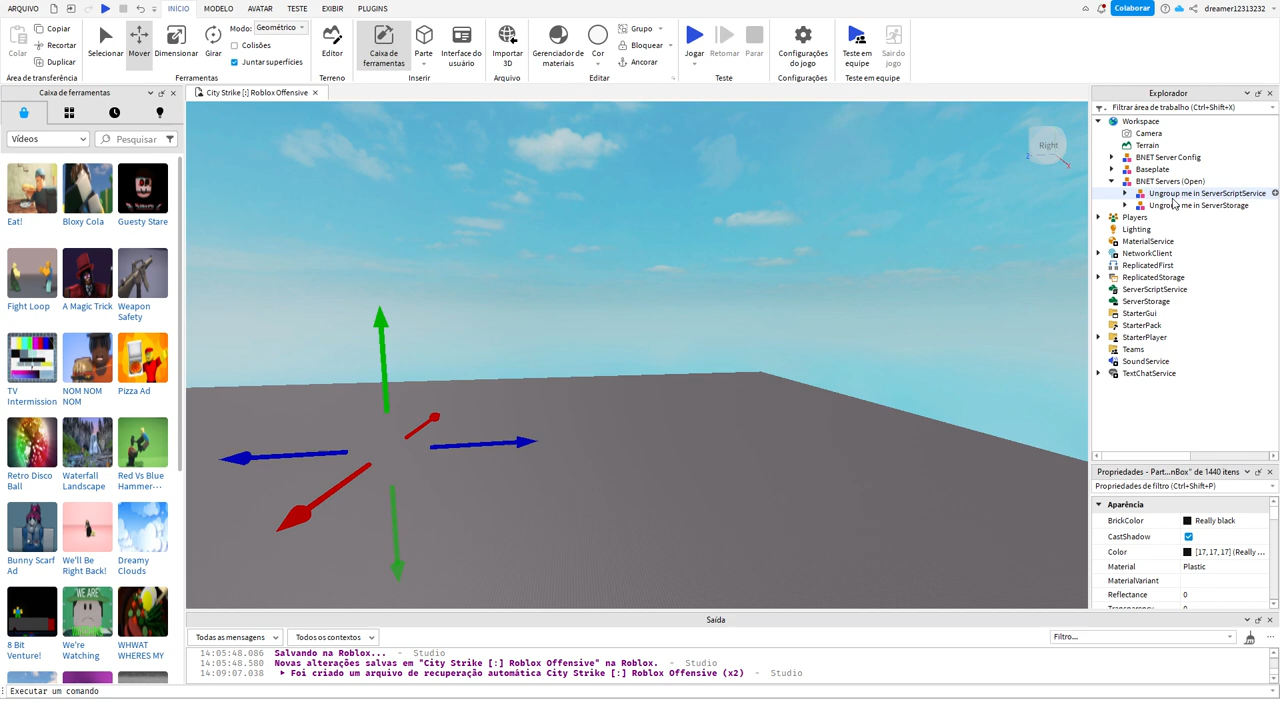 ARQUIVO
INÍCIO
MODELO
AVATAR
TESTE
EXIBIR
PLUGINS
Colaborar
dreamer12313232
Colar
Copiar
Recortar
Duplicar
Área de transferência
Selecionar
Mover
Dimensionar
Girar
Modo: Geométrico
Colisões
Juntar superfícies
Ferramentas
Editor
Terreno
Caixa de ferramentas
Parte
Interface do usuário
Inserir
Importar 3D
Arquivo
Gerenciador de materiais
Cor
Grupo
Bloquear
Ancorar
Editar
Jogar
Retomar
Parar
Teste
Configurações do jogo
Configurações
Teste em equipe
Sair do jogo
Teste em equipe
Caixa de ferramentas
Vídeos
Pesquisar
Eat!
Bloxy Cola
Guesty Stare
Fight Loop
A Magic Trick
Weapon Safety
TV Intermission
NOM NOM NOM
Pizza Ad
Retro Disco Ball
Waterfall Landscape
Red Vs Blue Hammer···
Bunny Scarf Ad
We'll Be Right Back!
Dreamy Clouds
WE ARE
8 Bit Venture!
We're Watching
WHWAT WHERES MY
City Strike [:] Roblox Offensive
Right
Z
Explorador
Filtrar área de trabalho (Ctrl+Shift+X)
Workspace
Camera
Terrain
BNET Server Config
Baseplate
BNET Servers (Open)
Ungroup me in ServerScriptService
Ungroup me in ServerStorage
Players
Lighting
MaterialService
NetworkClient
ReplicatedFirst
ReplicatedStorage
ServerScriptService
ServerStorage
StarterGui
StarterPack
StarterPlayer
Teams
SoundService
TextChatService
Propriedades - Part...nBox" de 1440 itens
Propriedades de filtro (Ctrl+Shift+P)
Aparência
BrickColor Really black
CastShadow
Color [17, 17, 17] (Really ...
Material Plastic
MaterialVariant
Reflectance 0
Saída
Todas as mensagens
Todos os contextos
Filtro...
14:05:48.086 Salvando na Roblox... - Studio
14:05:48.580 Novas alterações salvas em "City Strike [:] Roblox Offensive" na Roblox. - Studio
14:09:07.038 Foi criado um arquivo de recuperação automática City Strike [:] Roblox Offensive (x2) - Studio
Executar um comando